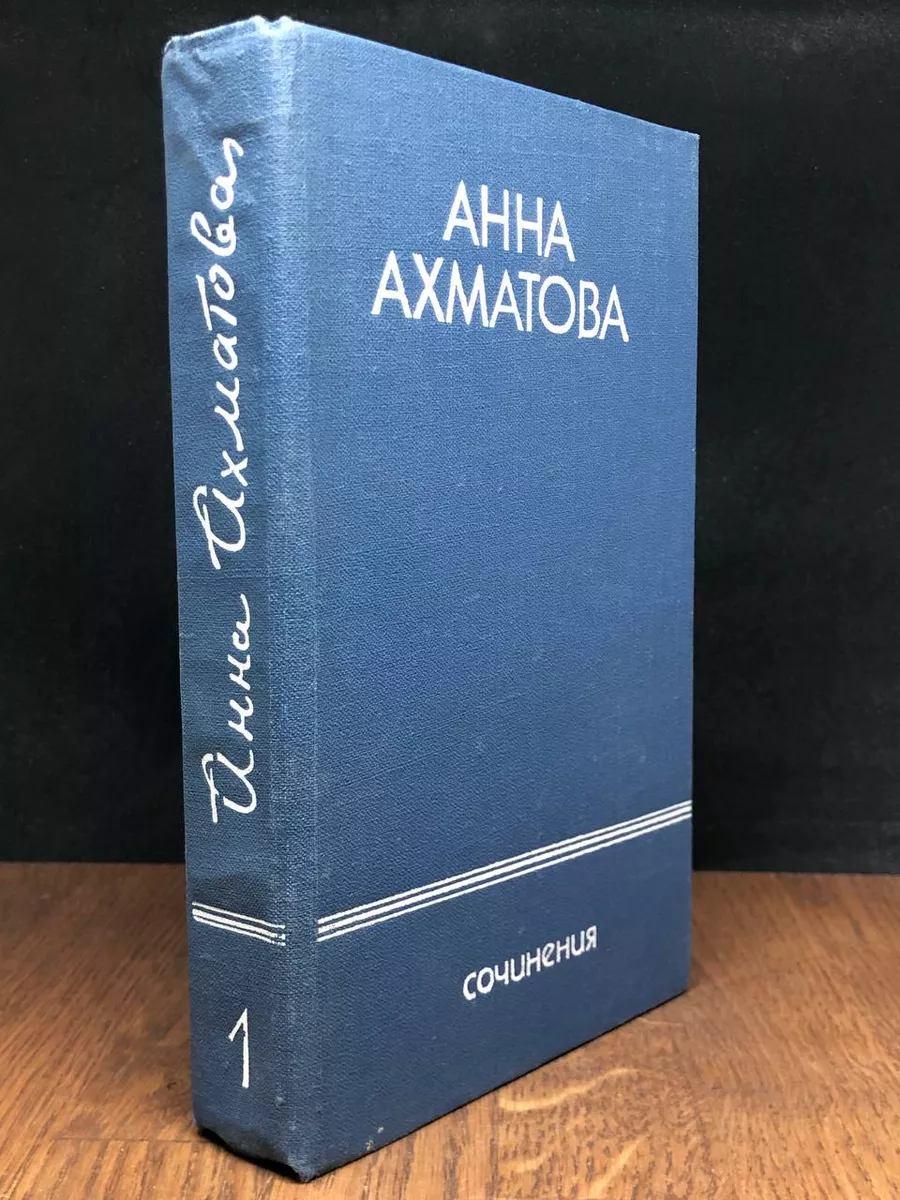 АННА
АХМАТОВА
сочинения
Анна Ахматова
1